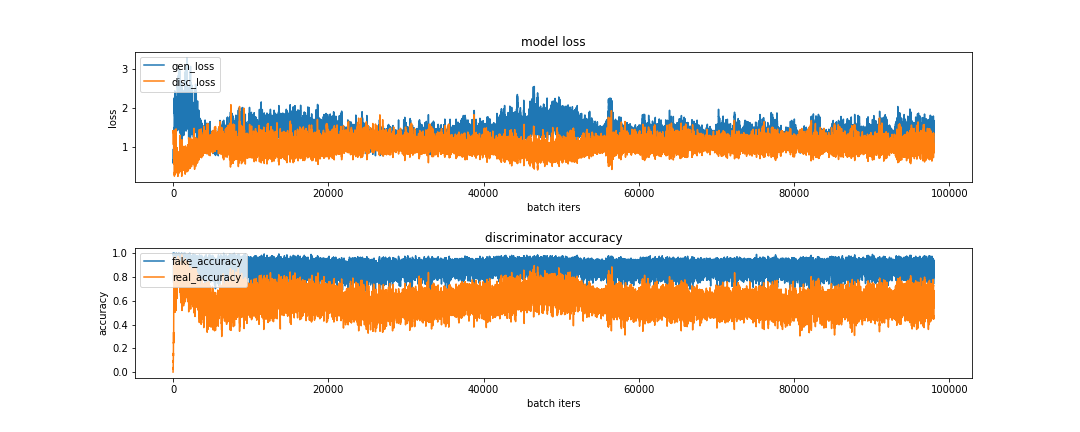 model loss
gen_loss
disc_loss
3
2
1
loss
0
20000
40000
60000
80000
100000
batch iters
discriminator accuracy
fake_accuracy
real_accuracy
1.0
0.8
0.6
0.4
0.2
0.0
accuracy
0
20000
40000
60000
80000
100000
batch iters